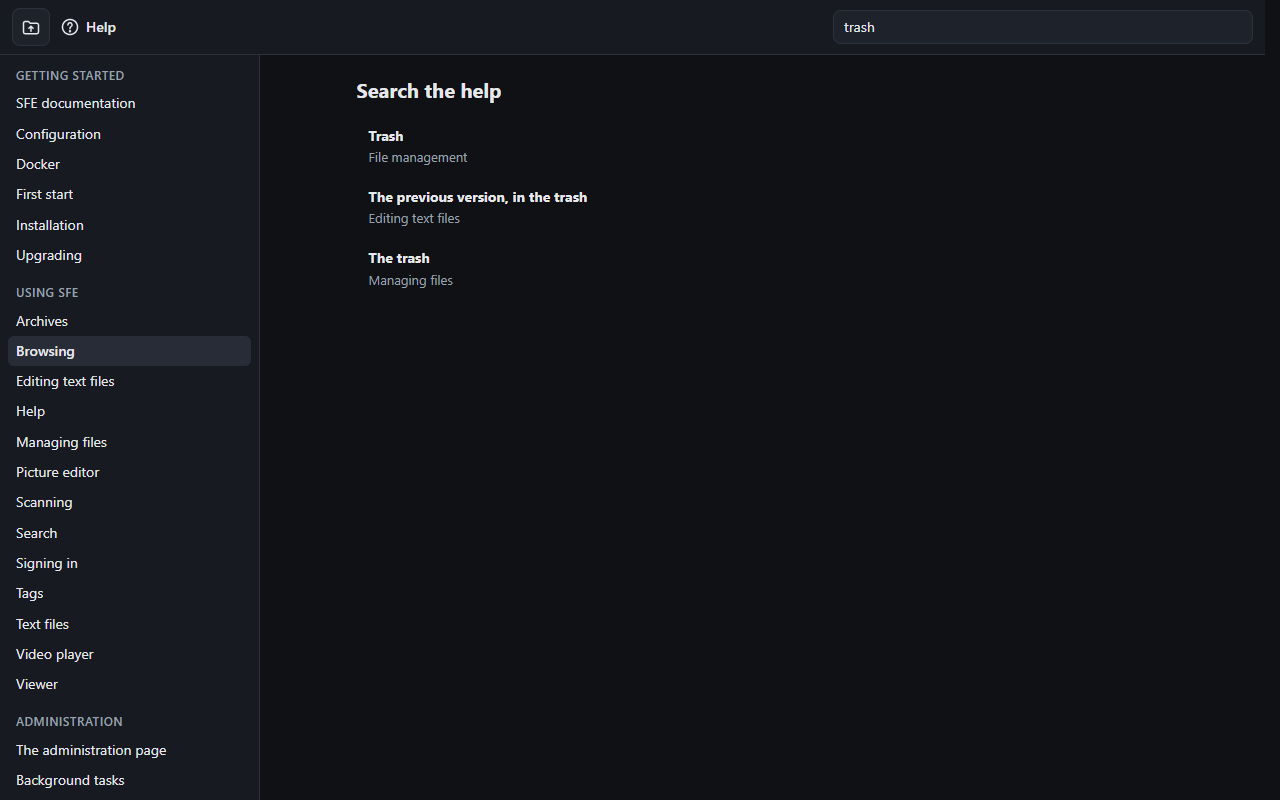 Help
trash
GETTING STARTED
SFE documentation
Configuration
Docker
First start
Installation
Upgrading
USING SFE
Archives
Browsing
Editing text files
Help
Managing files
Picture editor
Scanning
Search
Signing in
Tags
Text files
Video player
Viewer
ADMINISTRATION
The administration page
Background tasks
Search the help
Trash
File management
The previous version, in the trash
Editing text files
The trash
Managing files